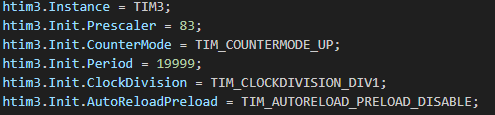 htim3.Instance = TIM3;
htim3.Init.Prescaler = 83;
htim3.Init.CounterMode = TIM_COUNTERMODE_UP;
htim3.Init.Period = 19999;
htim3.Init.ClockDivision = TIM_CLOCKDIVISION_DIV1;
htim3.Init.AutoReloadPreload = TIM_AUTORELOAD_PRELOAD_DISABLE;